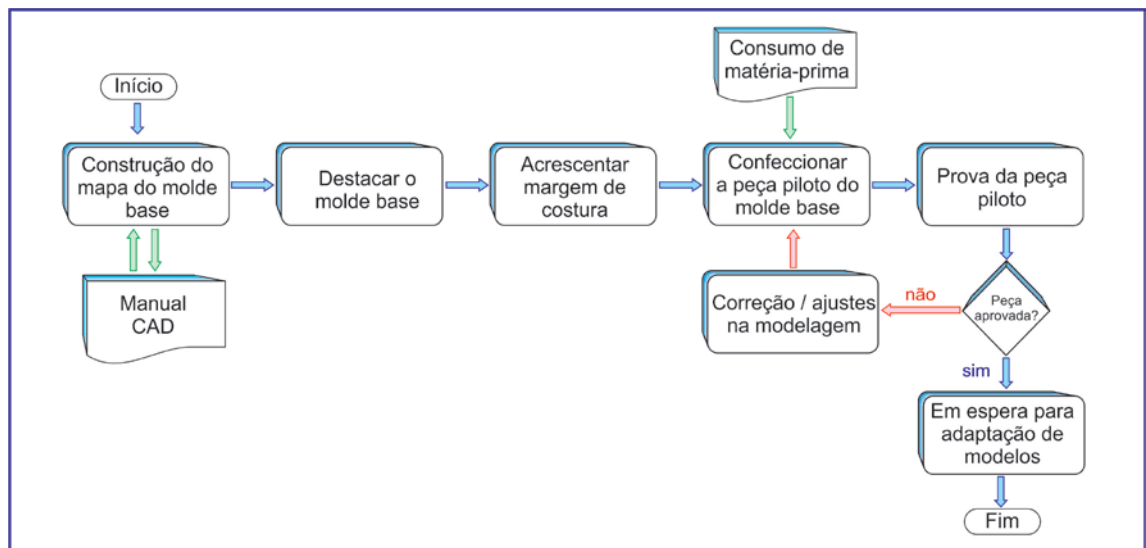 Início
Construção do
mapa do molde
base
Manual
CAD
Destacar o
molde base
Acrescentar
margem de
costura
Consumo de
matéria-prima
Confeccionar
a peça piloto do
molde base
Prova da peça
piloto
Peça
aprovada?
não
Correção / ajustes
na modelagem
sim
Em espera para
adaptação de
modelos
Fim